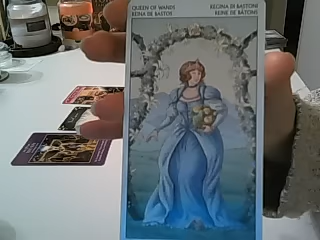 QUEEN OF WANDS
REINA DE BASTOS
REGINA DI BASTONI
REINE DE BÂTONS